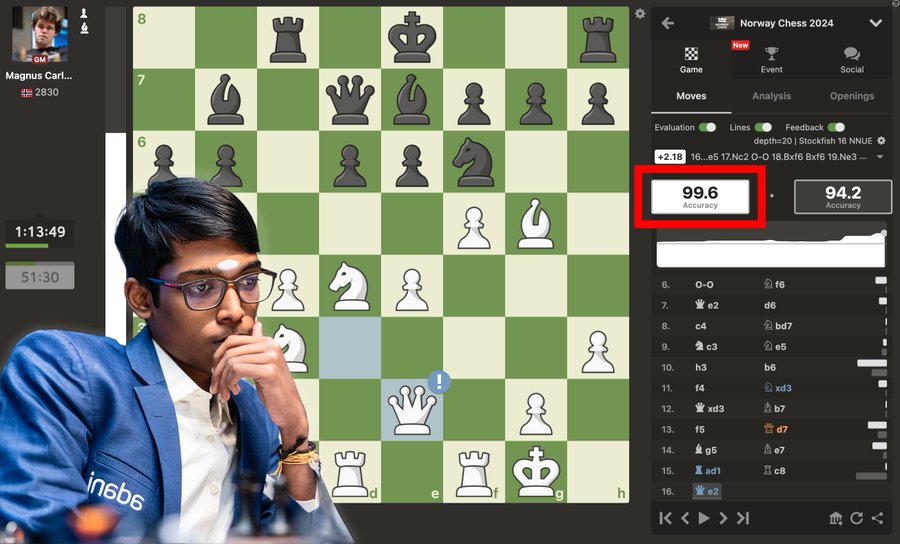 GM
Magnus Carl...
2830
1:13:49
51:30
8
7
6
d
e
f
g
h
adani
Norway Chess 2024
New
Game
Event
Social
Moves
Analysis
Openings
Evaluation
Lines
Feedback
depth=20 | Stockfish 16 NNUE
+2.18 16...e5 17.Nc2 O-O 18.Bxf6 Bxf6 19.Ne3 ...
99.6
Accuracy
94.2
Accuracy
!
6. O-O ♘f6
7. ♛e2 d6
8. c4 ♘bd7
9. ♞c3 ♘e5
10. h3 b6
11. f4 ♘xd3
12. ♛xd3 ♗b7
13. f5 ♕d7
14. ♝g5 ♗e7
15. ♜ad1 ♖c8
16. ♛e2